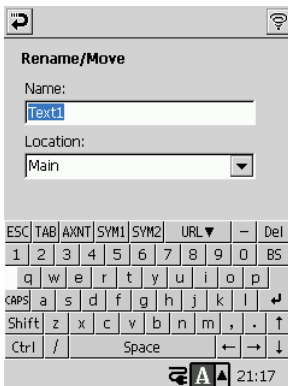 Rename/Move
Name:
Text1
Location:
Main
ESC TAB AXNT SYM1 SYM2 URL▼ − Del
1 2 3 4 5 6 7 8 9 0 BS
q w e r t y u i o p
CAPS a s d f g h j k l ↵
Shift z x c v b n m , . ↑
Ctrl / Space ← → ↓
A 21:17